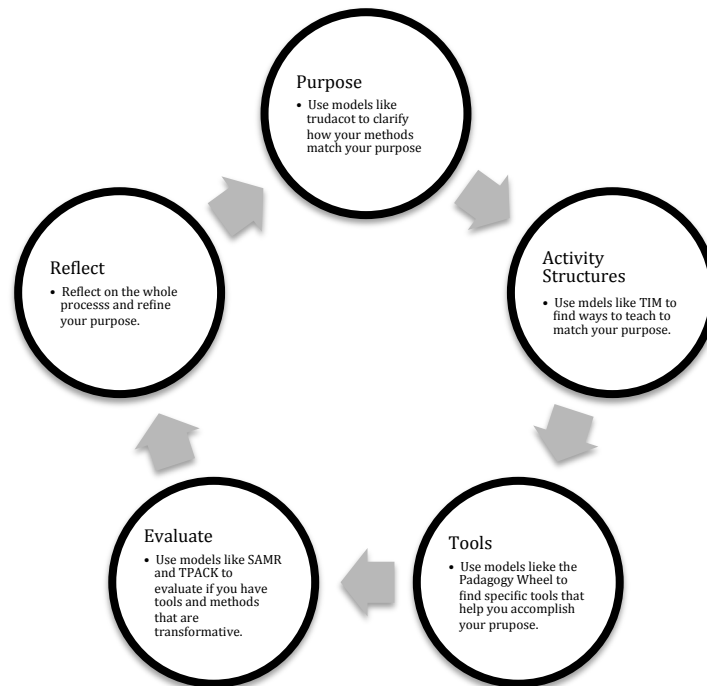 Purpose
• Use models like
trudacot to clarify
how your methods
match your purpose
Activity
Structures
• Use mdels like TIM to
find ways to teach to
match your purpose.
Tools
• Use models lieke the
Padagogy Wheel to
find specific tools that
help you accomplish
your prupose.
Evaluate
• Use models like SAMR
and TPACK to
evaluate if you have
tools and methods
that are
transformative.
Reflect
• Reflect on the whole
processs and refine
your purpose.